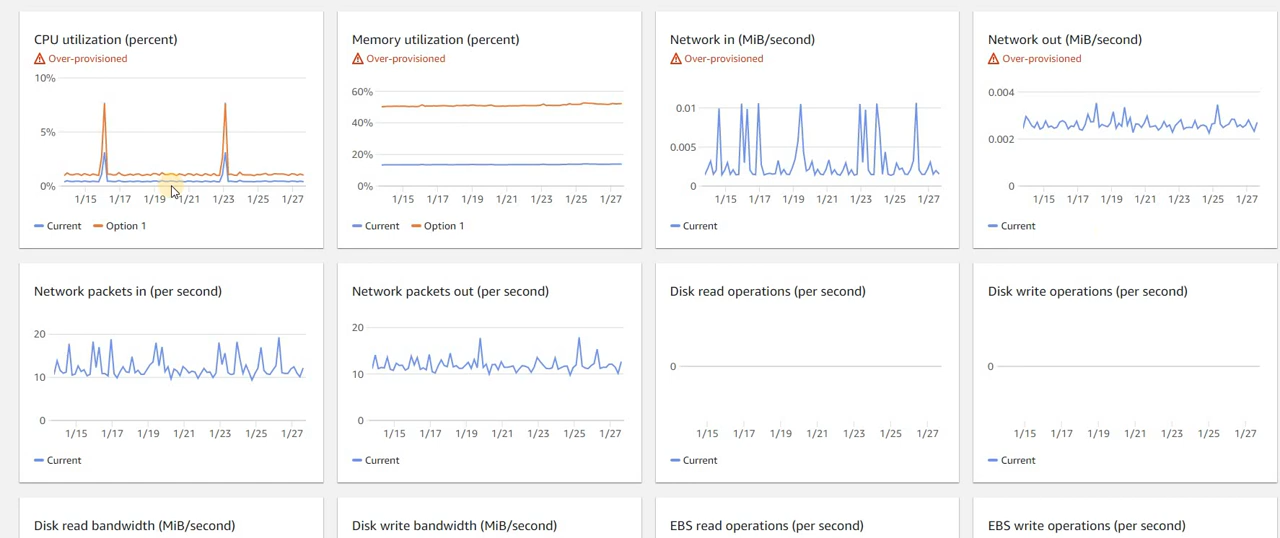 CPU utilization (percent)
Over-provisioned
10%
5%
0%
1/15 1/17 1/19 1/21 1/23 1/25 1/27
Current Option 1
Memory utilization (percent)
Over-provisioned
60%
40%
20%
0%
1/15 1/17 1/19 1/21 1/23 1/25 1/27
Current Option 1
Network in (MiB/second)
Over-provisioned
0.01
0.005
0
1/15 1/17 1/19 1/21 1/23 1/25 1/27
Current
Network out (MiB/second)
Over-provisioned
0.004
0.002
0
1/15 1/17 1/19 1/21 1/23 1/25 1/27
Current
Network packets in (per second)
20
10
0
1/15 1/17 1/19 1/21 1/23 1/25 1/27
Current
Network packets out (per second)
20
10
0
1/15 1/17 1/19 1/21 1/23 1/25 1/27
Current
Disk read operations (per second)
0
1/15 1/17 1/19 1/21 1/23 1/25 1/27
Current
Disk write operations (per second)
0
1/15 1/17 1/19 1/21 1/23 1/25 1/27
Current
Disk read bandwidth (MiB/second)
Disk write bandwidth (MiB/second)
EBS read operations (per second)
EBS write operations (per second)